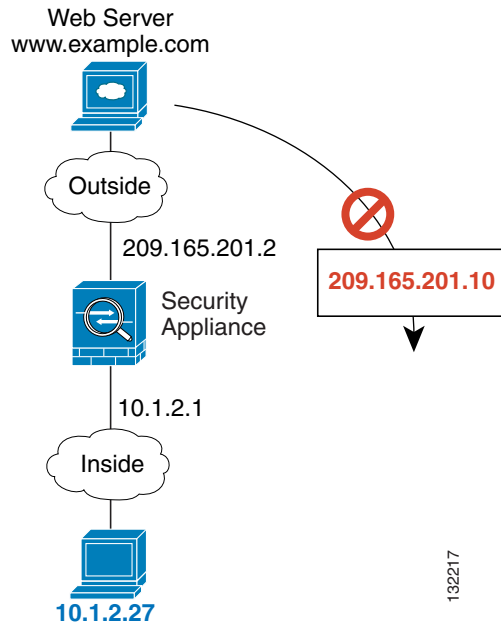 Web Server
www.example.com
Outside
209.165.201.2
209.165.201.10
Security
Appliance
10.1.2.1
Inside
10.1.2.27
132217